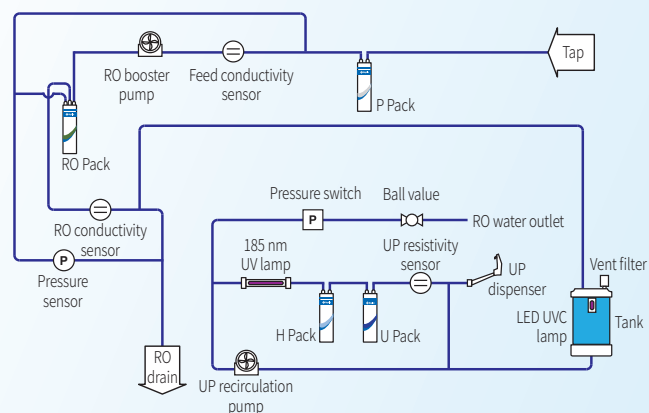 Tap
RO booster
pump
Feed conductivity
sensor
P Pack
RO Pack
Pressure switch
Ball value
P
RO water outlet
RO conductivity
sensor
185 nm
UV lamp
UP resistivity
sensor
UP
dispenser
Vent filter
P
Pressure
sensor
LED UVC
lamp
Tank
H Pack
U Pack
RO
drain
UP recirculation
pump